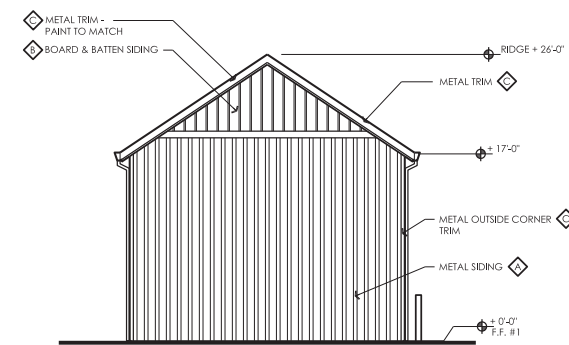 C METAL TRIM -
PAINT TO MATCH
B BOARD & BATTEN SIDING
RIDGE + 26'-0"
METAL TRIM C
+ 17'-0"
METAL OUTSIDE CORNER C
TRIM
METAL SIDING A
+ 0'-0"
F.F. #1